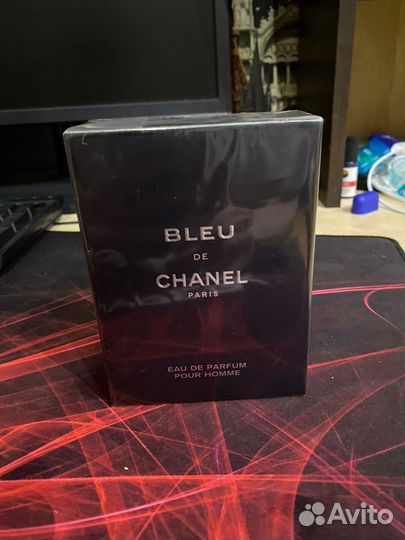 BLEU
DE
CHANEL
PARIS
EAU DE PARFUM
POUR HOMME
Avito